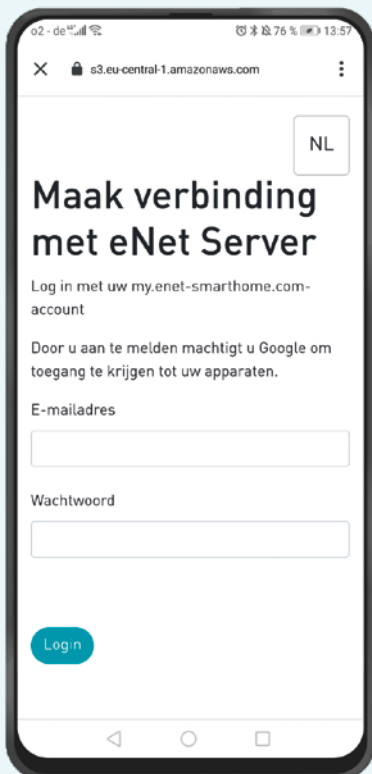 o2 - de
76 % 13:57
s3.eu-central-1.amazonaws.com
NL
Maak verbinding
met eNet Server
Log in met uw my.enet-smarthome.com-
account
Door u aan te melden machtigt u Google om
toegang te krijgen tot uw apparaten.
E-mailadres
Wachtwoord
Login